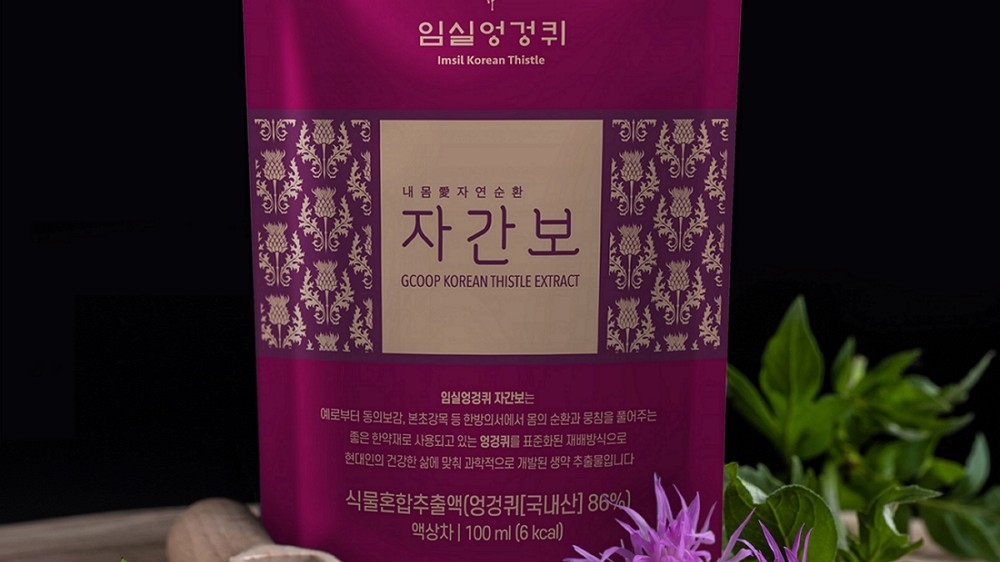 임실엉겅퀴
Imsil Korean Thistle
내몸愛자연순환
자간보
GCOOP KOREAN THISTLE EXTRACT
임실엉겅퀴 자간보는
예로부터 동의보감, 본초강목 등 한방의서에서 몸의 순환과 뭉침을 풀어주는
좋은 한약재로 사용되고 있는 엉겅퀴를 표준화된 재배방식으로
현대인의 건강한 삶에 맞춰 과학적으로 개발된 생약 추출물입니다
식물혼합추출액(엉겅퀴[국내산] 86%)
액상차 | 100 ml (6 kcal)